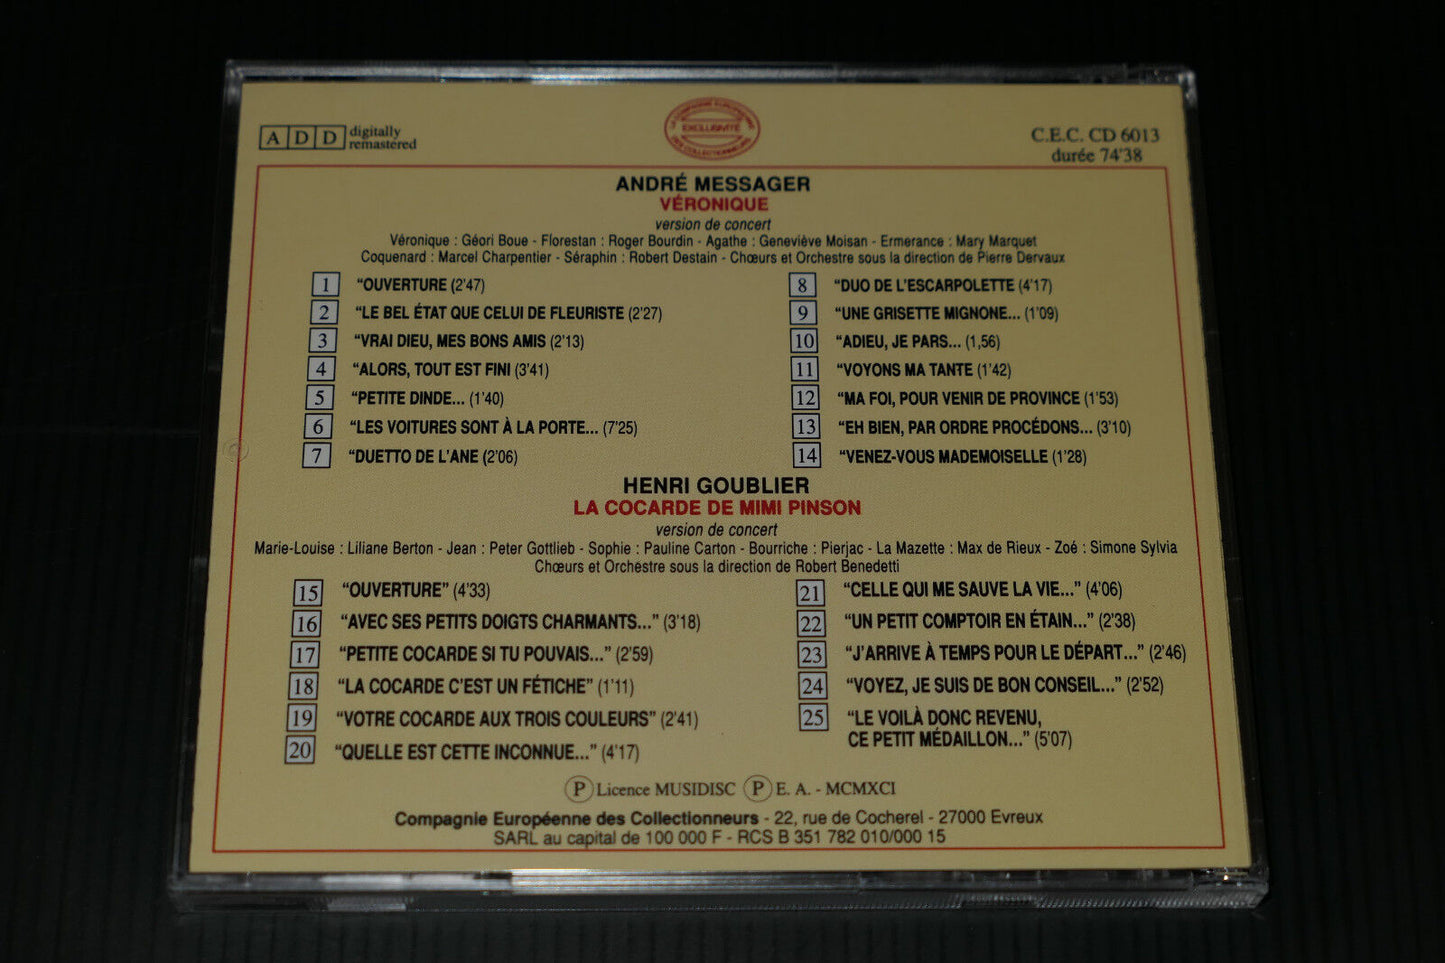 A D D digitally remastered
LA COMPAGNIE EUROPEENNE
EXCLUSIVITÉ
DES COLLECTIONNEURS
C.E.C. CD 6013
durée 74'38
ANDRÉ MESSAGER
VÉRONIQUE
version de concert
Véronique : Géori Boue - Florestan : Roger Bourdin - Agathe : Geneviève Moisan - Ermerance : Mary Marquet
Coquenard : Marcel Charpentier - Séraphin : Robert Destain - Chœurs et Orchestre sous la direction de Pierre Dervaux
1 “OUVERTURE (2'47)
2 “LE BEL ÉTAT QUE CELUI DE FLEURISTE (2'27)
3 “VRAI DIEU, MES BONS AMIS (2'13)
4 “ALORS, TOUT EST FINI (3'41)
5 “PETITE DINDE... (1'40)
6 “LES VOITURES SONT À LA PORTE... (7'25)
7 “DUETTO DE L'ANE (2'06)
8 “DUO DE L'ESCARPOLETTE (4'17)
9 “UNE GRISETTE MIGNONE... (1'09)
10 “ADIEU, JE PARS... (1,56)
11 “VOYONS MA TANTE (1'42)
12 “MA FOI, POUR VENIR DE PROVINCE (1'53)
13 “EH BIEN, PAR ORDRE PROCÉDONS... (3'10)
14 “VENEZ-VOUS MADEMOISELLE (1'28)
HENRI GOUBLIER
LA COCARDE DE MIMI PINSON
version de concert
Marie-Louise : Liliane Berton - Jean : Peter Gottlieb - Sophie : Pauline Carton - Bourriche : Pierjac - La Mazette : Max de Rieux - Zoé : Simone Sylvia
Chœurs et Orchestre sous la direction de Robert Benedetti
15 “OUVERTURE” (4'33)
16 “AVEC SES PETITS DOIGTS CHARMANTS...” (3'18)
17 “PETITE COCARDE SI TU POUVAIS...” (2'59)
18 “LA COCARDE C'EST UN FÉTICHE” (1'11)
19 “VOTRE COCARDE AUX TROIS COULEURS” (2'41)
20 “QUELLE EST CETTE INCONNUE...” (4'17)
21 “CELLE QUI ME SAUVE LA VIE...” (4'06)
22 “UN PETIT COMPTOIR EN ÉTAIN...” (2'38)
23 “J'ARRIVE À TEMPS POUR LE DÉPART...” (2'46)
24 “VOYEZ, JE SUIS DE BON CONSEIL...” (2'52)
25 “LE VOILÀ DONC REVENU,
CE PETIT MÉDAILLON...” (5'07)
Ⓟ Licence MUSIDISC Ⓟ E. A. - MCMXCI
Compagnie Européenne des Collectionneurs - 22, rue de Cocherel - 27000 Evreux
SARL au capital de 100 000 F - RCS B 351 782 010/000 15